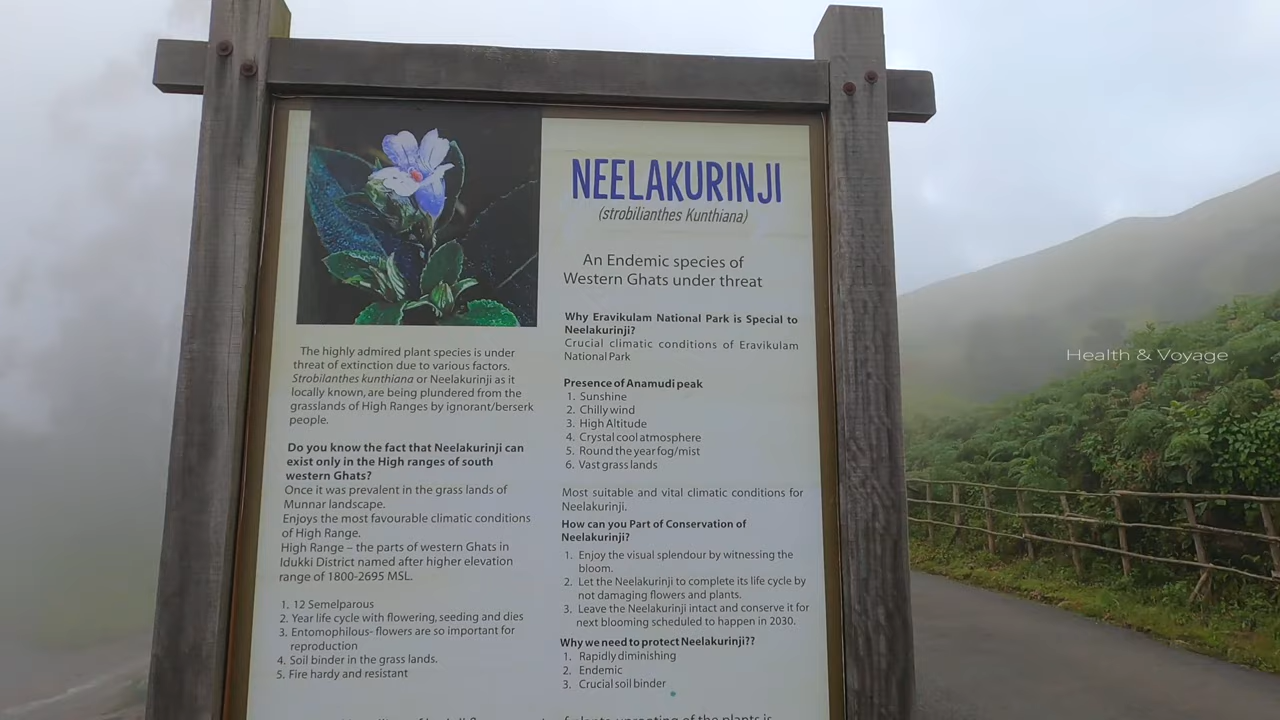 The highly admired plant species is under
threat of extinction due to various factors.
Strobilanthes kunthiana or Neelakurinji as it
locally known, are being plundered from the
grasslands of High Ranges by ignorant/berserk
people.
Do you know the fact that Neelakurinji can
exist only in the High ranges of south
western Ghats?
Once it was prevalent in the grass lands of
Munnar landscape.
Enjoys the most favourable climatic conditions
of High Range.
High Range – the parts of western Ghats in
Idukki District named after higher elevation
range of 1800-2695 MSL.
1. 12 Semelparous
2. Year life cycle with flowering, seeding and dies
3. Entomophilous- flowers are so important for
reproduction
4. Soil binder in the grass lands.
5. Fire hardy and resistant
NEELAKURINJI
(strobilianthes Kunthiana)
An Endemic species of
Western Ghats under threat
Why Eravikulam National Park is Special to
Neelakurinji?
Crucial climatic conditions of Eravikulam
National Park
Presence of Anamudi peak
1. Sunshine
2. Chilly wind
3. High Altitude
4. Crystal cool atmosphere
5. Round the year fog/mist
6. Vast grass lands
Most suitable and vital climatic conditions for
Neelakurinji.
How can you Part of Conservation of
Neelakurinji?
1. Enjoy the visual splendour by witnessing the
bloom.
2. Let the Neelakurinji to complete its life cycle by
not damaging flowers and plants.
3. Leave the Neelakurinji intact and conserve it for
next blooming scheduled to happen in 2030.
Why we need to protect Neelakurinji??
1. Rapidly diminishing
2. Endemic
3. Crucial soil binder
of plants uprooting of the plants is
Health & Voyage